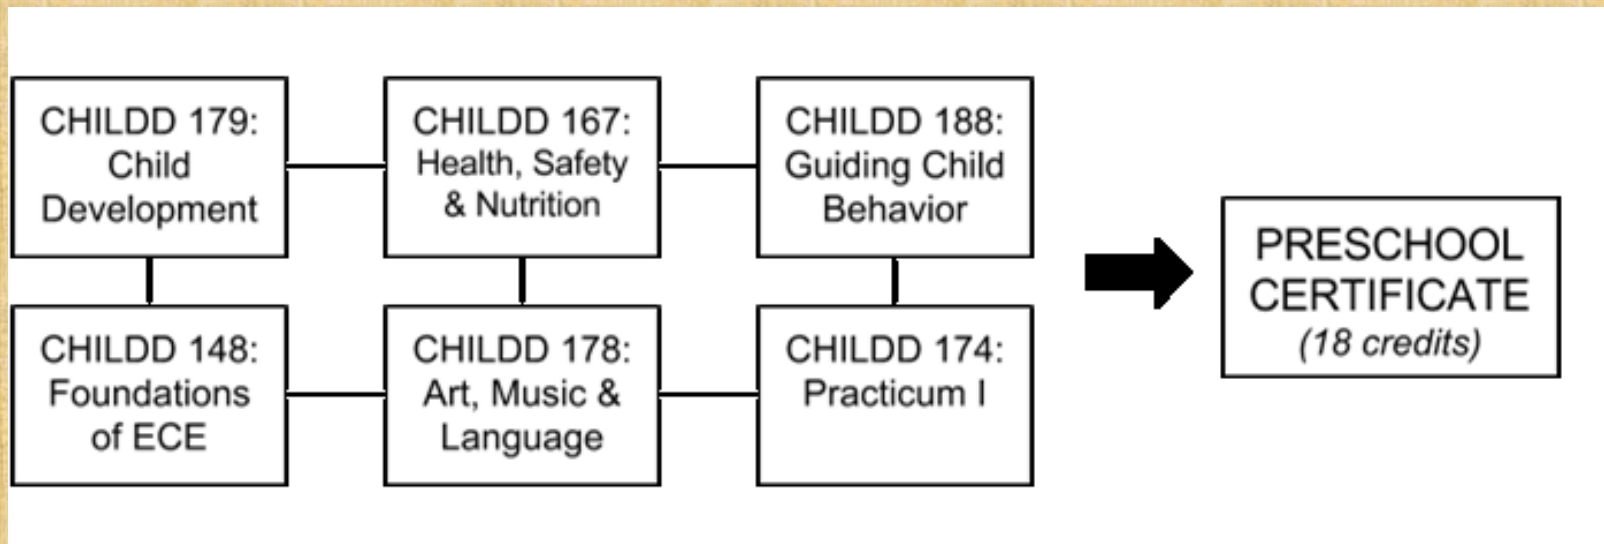 CHILDD 179:
Child
Development
CHILDD 167:
Health, Safety
& Nutrition
CHILDD 188:
Guiding Child
Behavior
CHILDD 148:
Foundations
of ECE
CHILDD 178:
Art, Music &
Language
CHILDD 174:
Practicum I
PRESCHOOL
CERTIFICATE
(18 credits)